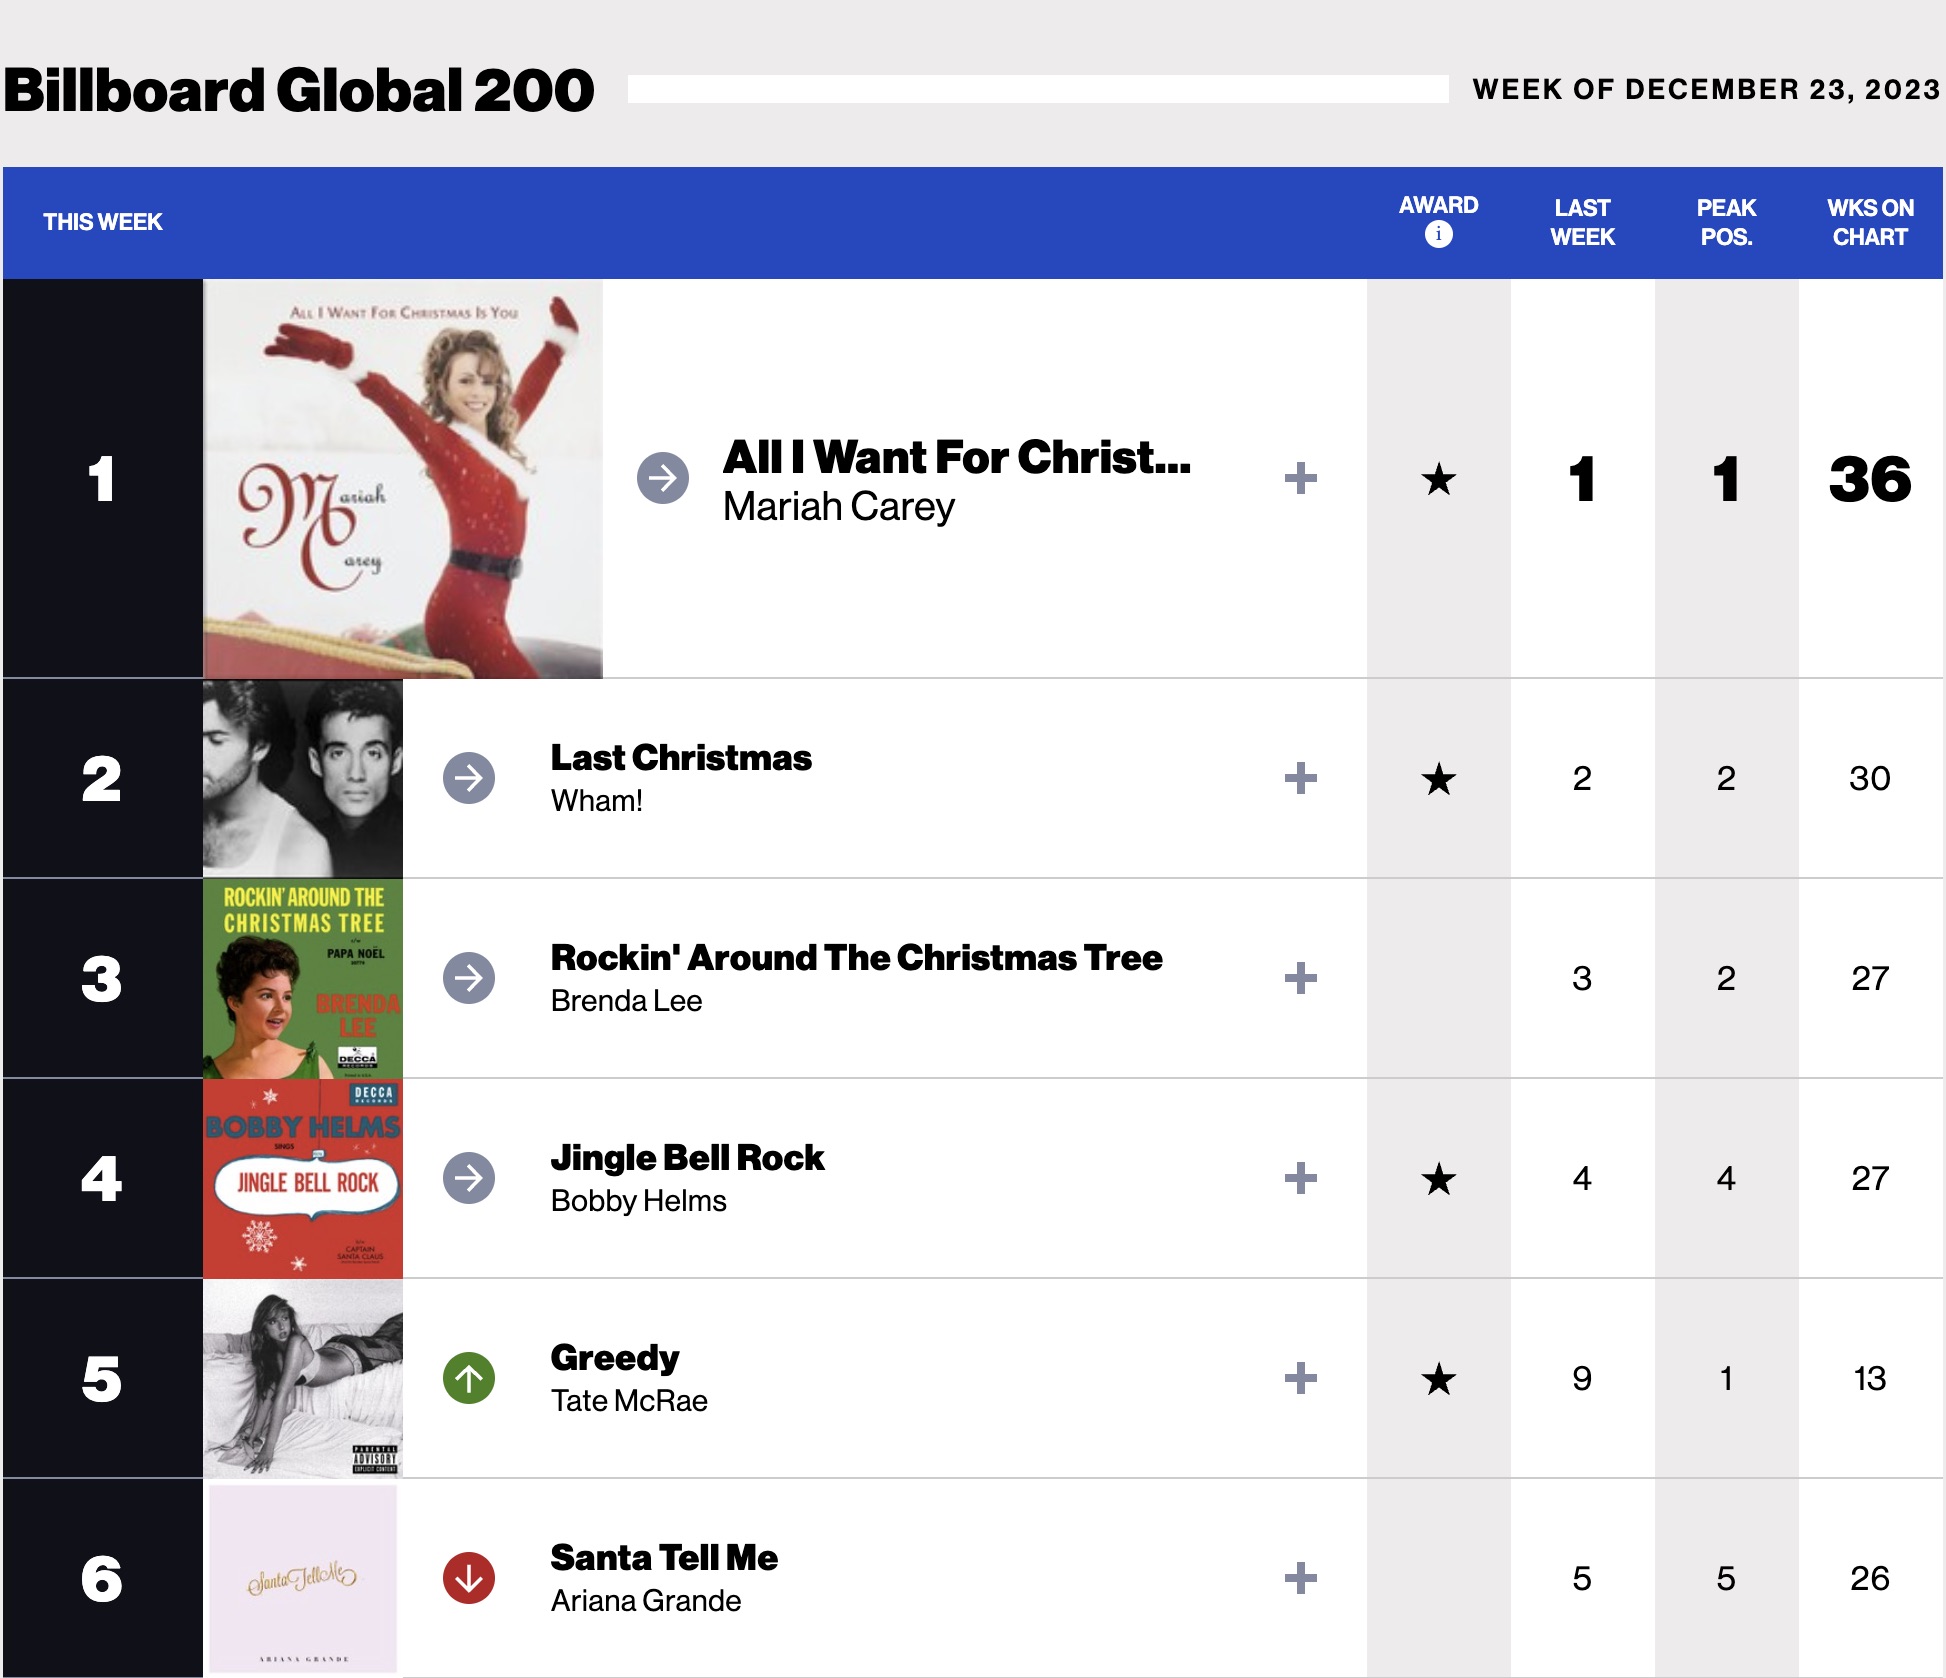 Billboard Global 200
WEEK OF DECEMBER 23, 2023
THIS WEEK
AWARD
i
LAST
WEEK
PEAK
POS.
WKS ON
CHART
1
ALL I WANT FOR CHRISTMAS IS YOU
Mariah
Carey
All I Want For Christ...
Mariah Carey
★
1
1
36
2
Last Christmas
Wham!
★
2
2
30
3
ROCKIN' AROUND THE
CHRISTMAS TREE
PAPA NOËL
BRENDA
LEE
DECCA
RECORDS
Rockin' Around The Christmas Tree
Brenda Lee
3
2
27
4
DECCA
RECORDS
BOBBY HELMS
SINGS
JINGLE BELL ROCK
CAPTAIN
SANTA CLAUS
Jingle Bell Rock
Bobby Helms
★
4
4
27
5
PARENTAL
ADVISORY
EXPLICIT CONTENT
Greedy
Tate McRae
★
9
1
13
6
Santa Tell Me
ARIANA GRANDE
Santa Tell Me
Ariana Grande
5
5
26